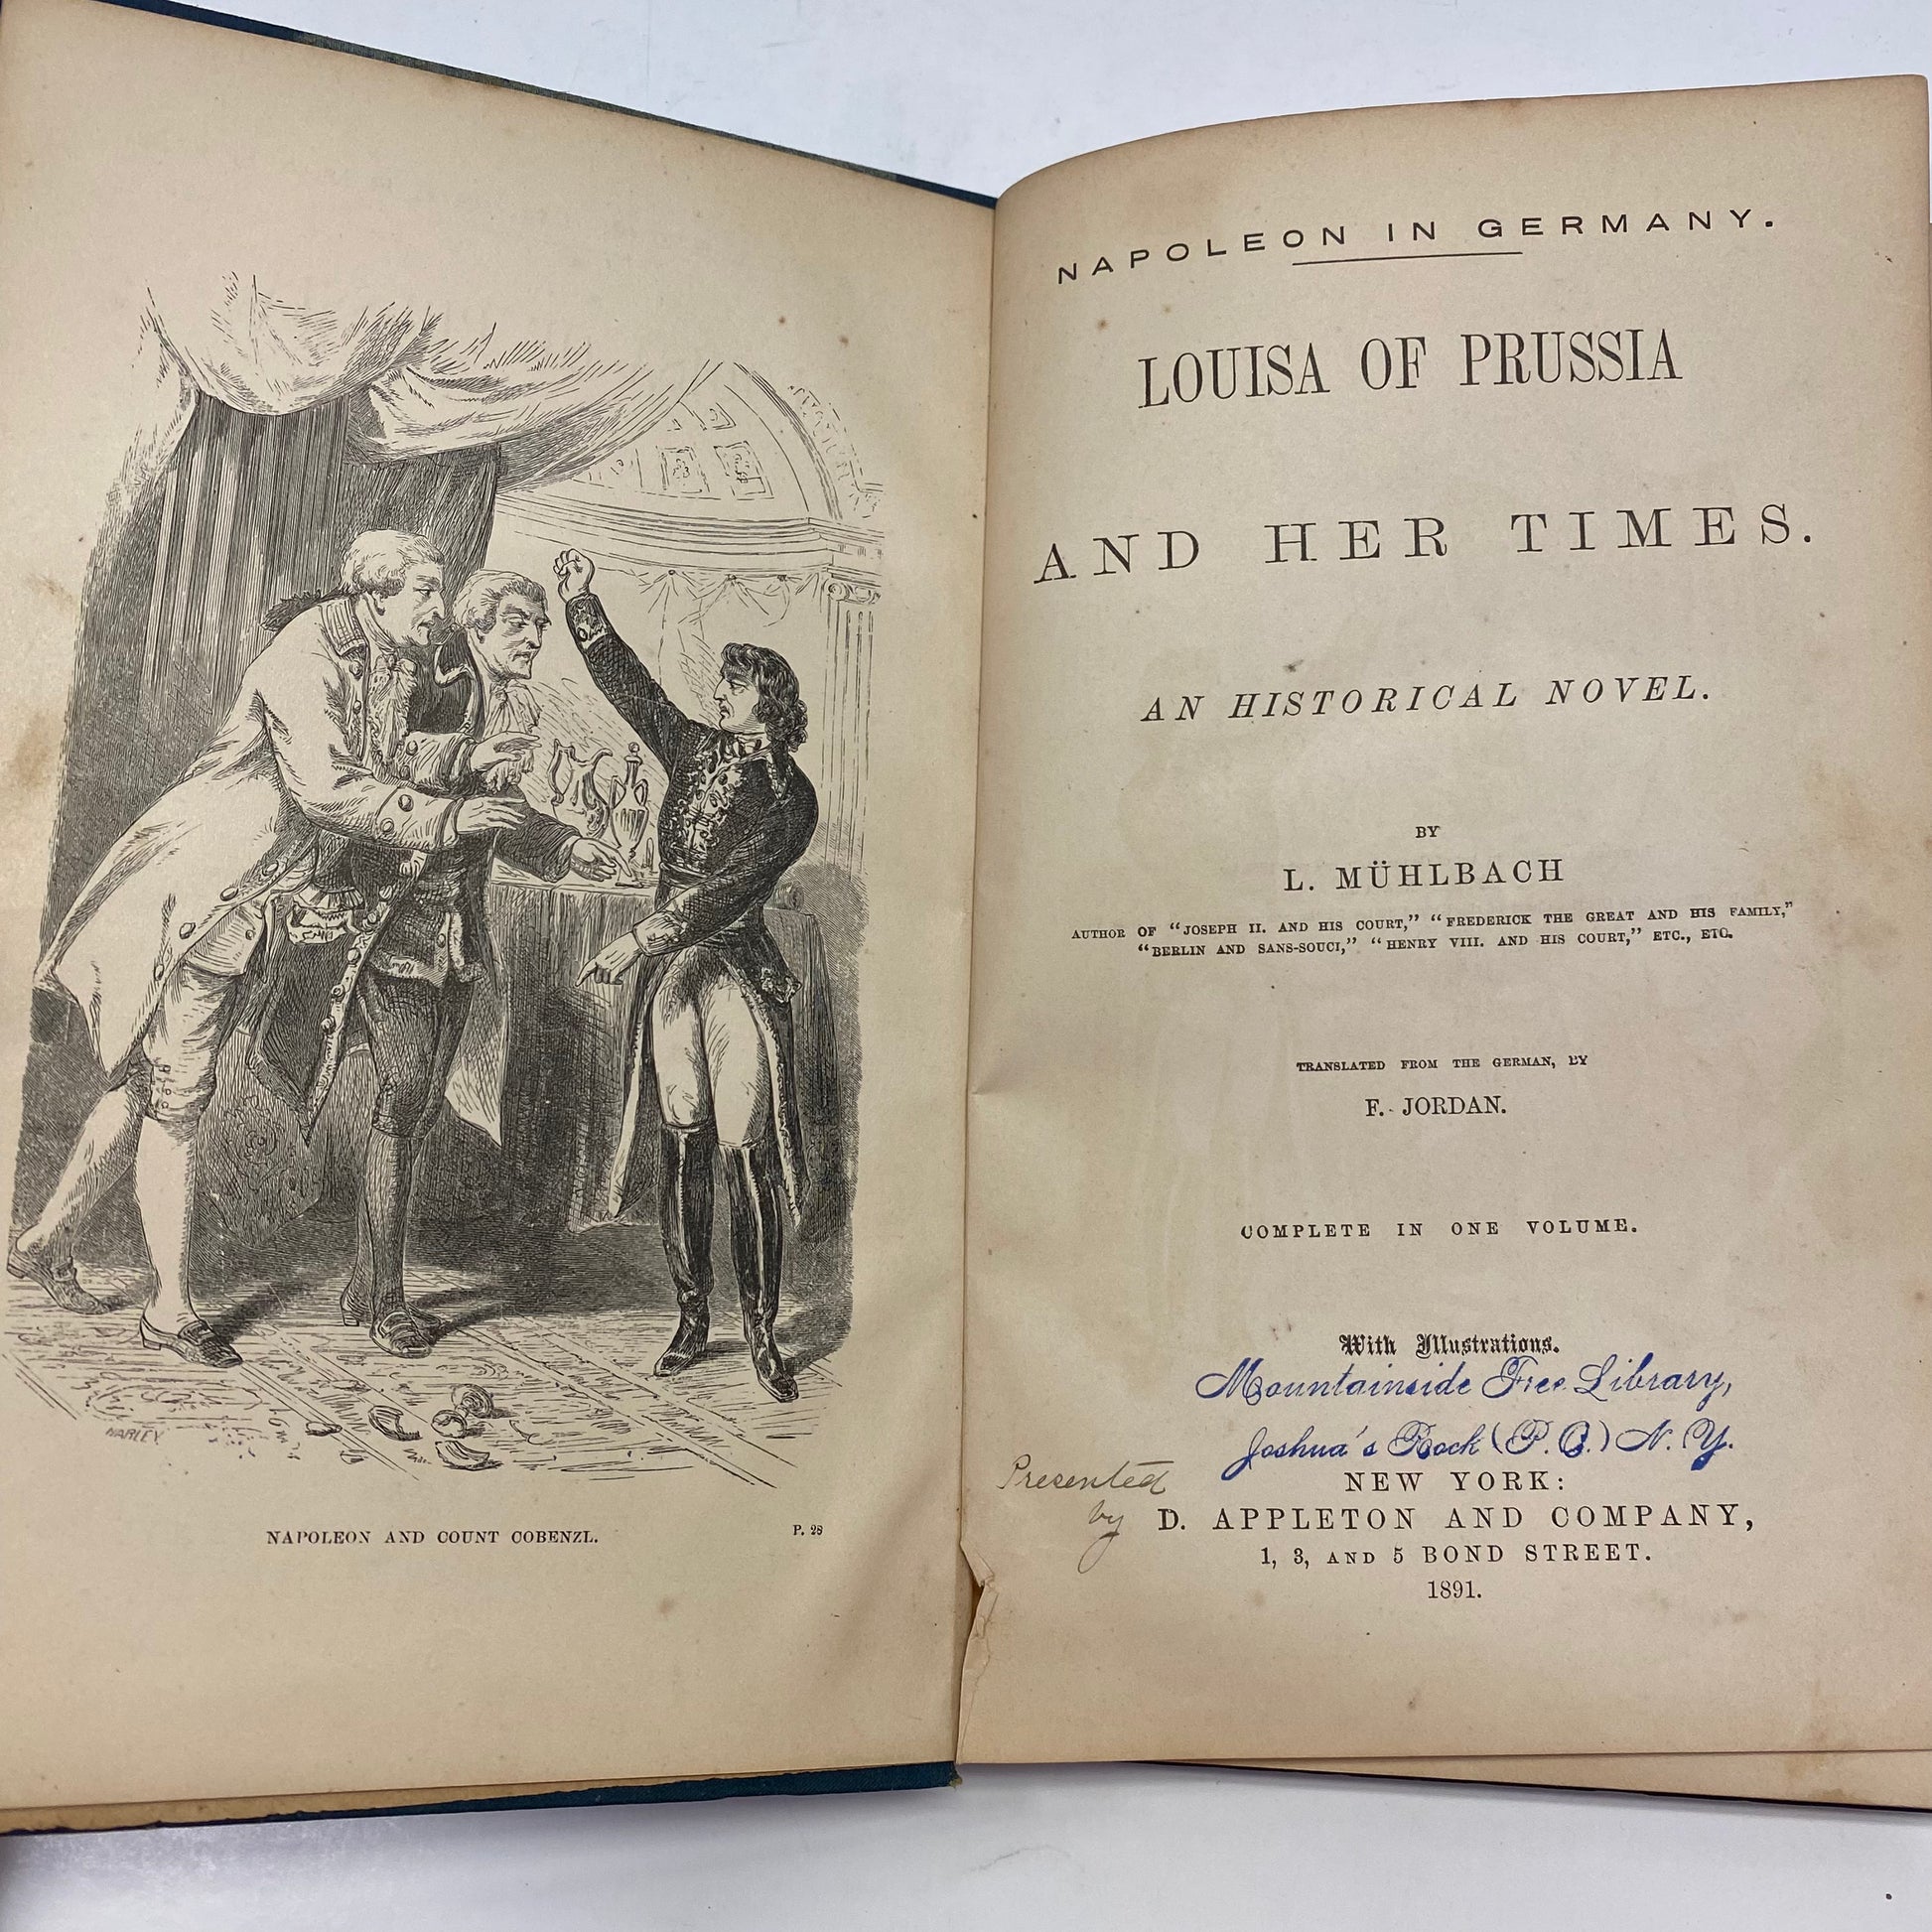 HARLEY
NAPOLEON AND COUNT COBENZL.
P. 28
NAPOLEON IN GERMANY.
LOUISA OF PRUSSIA
AND HER TIMES.
AN HISTORICAL NOVEL.
BY
L. MÜHLBACH
AUTHOR OF “JOSEPH II. AND HIS COURT,” “FREDERICK THE GREAT AND HIS FAMILY,”
“BERLIN AND SANS-SOUCI,” “HENRY VIII. AND HIS COURT,” ETC., ETC.
TRANSLATED FROM THE GERMAN, BY
F. JORDAN.
COMPLETE IN ONE VOLUME.
With Illustrations.
Mountainside Free Library,
Joshua's Rock (P. O.) N. Y.
Presented
by
NEW YORK:
D. APPLETON AND COMPANY,
1, 3, AND 5 BOND STREET.
1891.